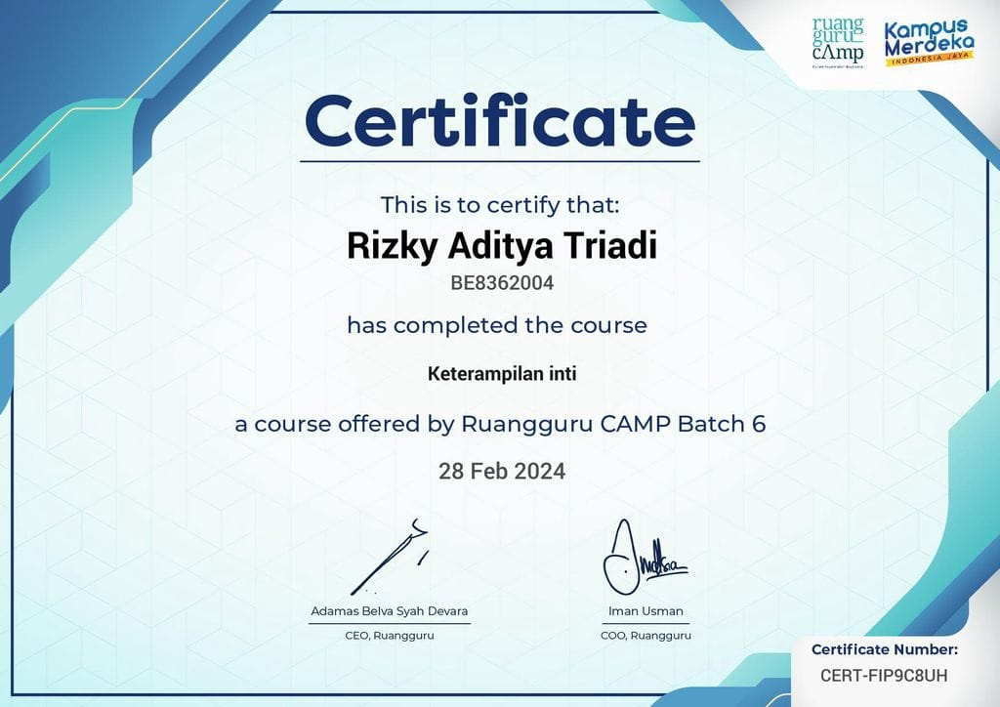 ruang
guru
cAmp
Kampus
Merdeka
INDONESIA JAYA
Certificate
This is to certify that:
Rizky Aditya Triadi
BE8362004
has completed the course
Keterampilan inti
a course offered by Ruangguru CAMP Batch 6
28 Feb 2024
Adamas Belva Syah Devara
CEO, Ruangguru
Iman Usman
COO, Ruangguru
Certificate Number:
CERT-FIP9C8UH